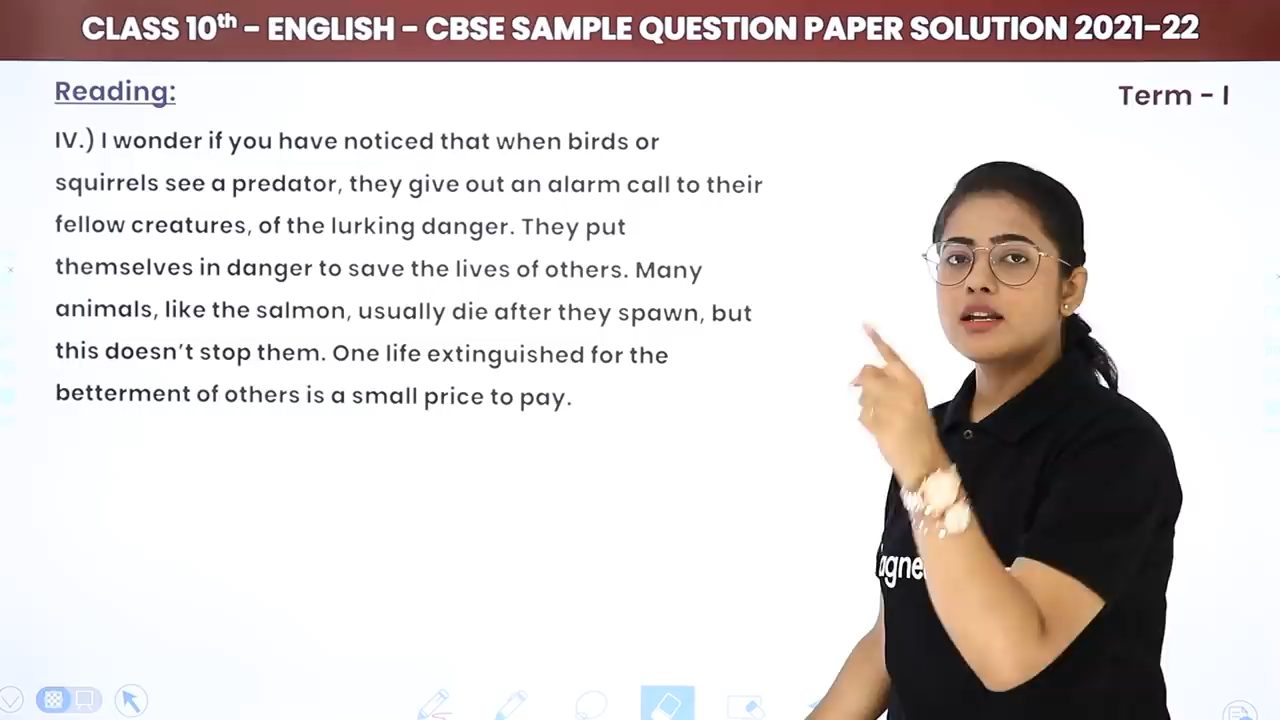 CLASS 10th – ENGLISH – CBSE SAMPLE QUESTION PAPER SOLUTION 2021–22
Reading:
Term – I
IV.) I wonder if you have noticed that when birds or
squirrels see a predator, they give out an alarm call to their
fellow creatures, of the lurking danger. They put
themselves in danger to save the lives of others. Many
animals, like the salmon, usually die after they spawn, but
this doesn't stop them. One life extinguished for the
betterment of others is a small price to pay.